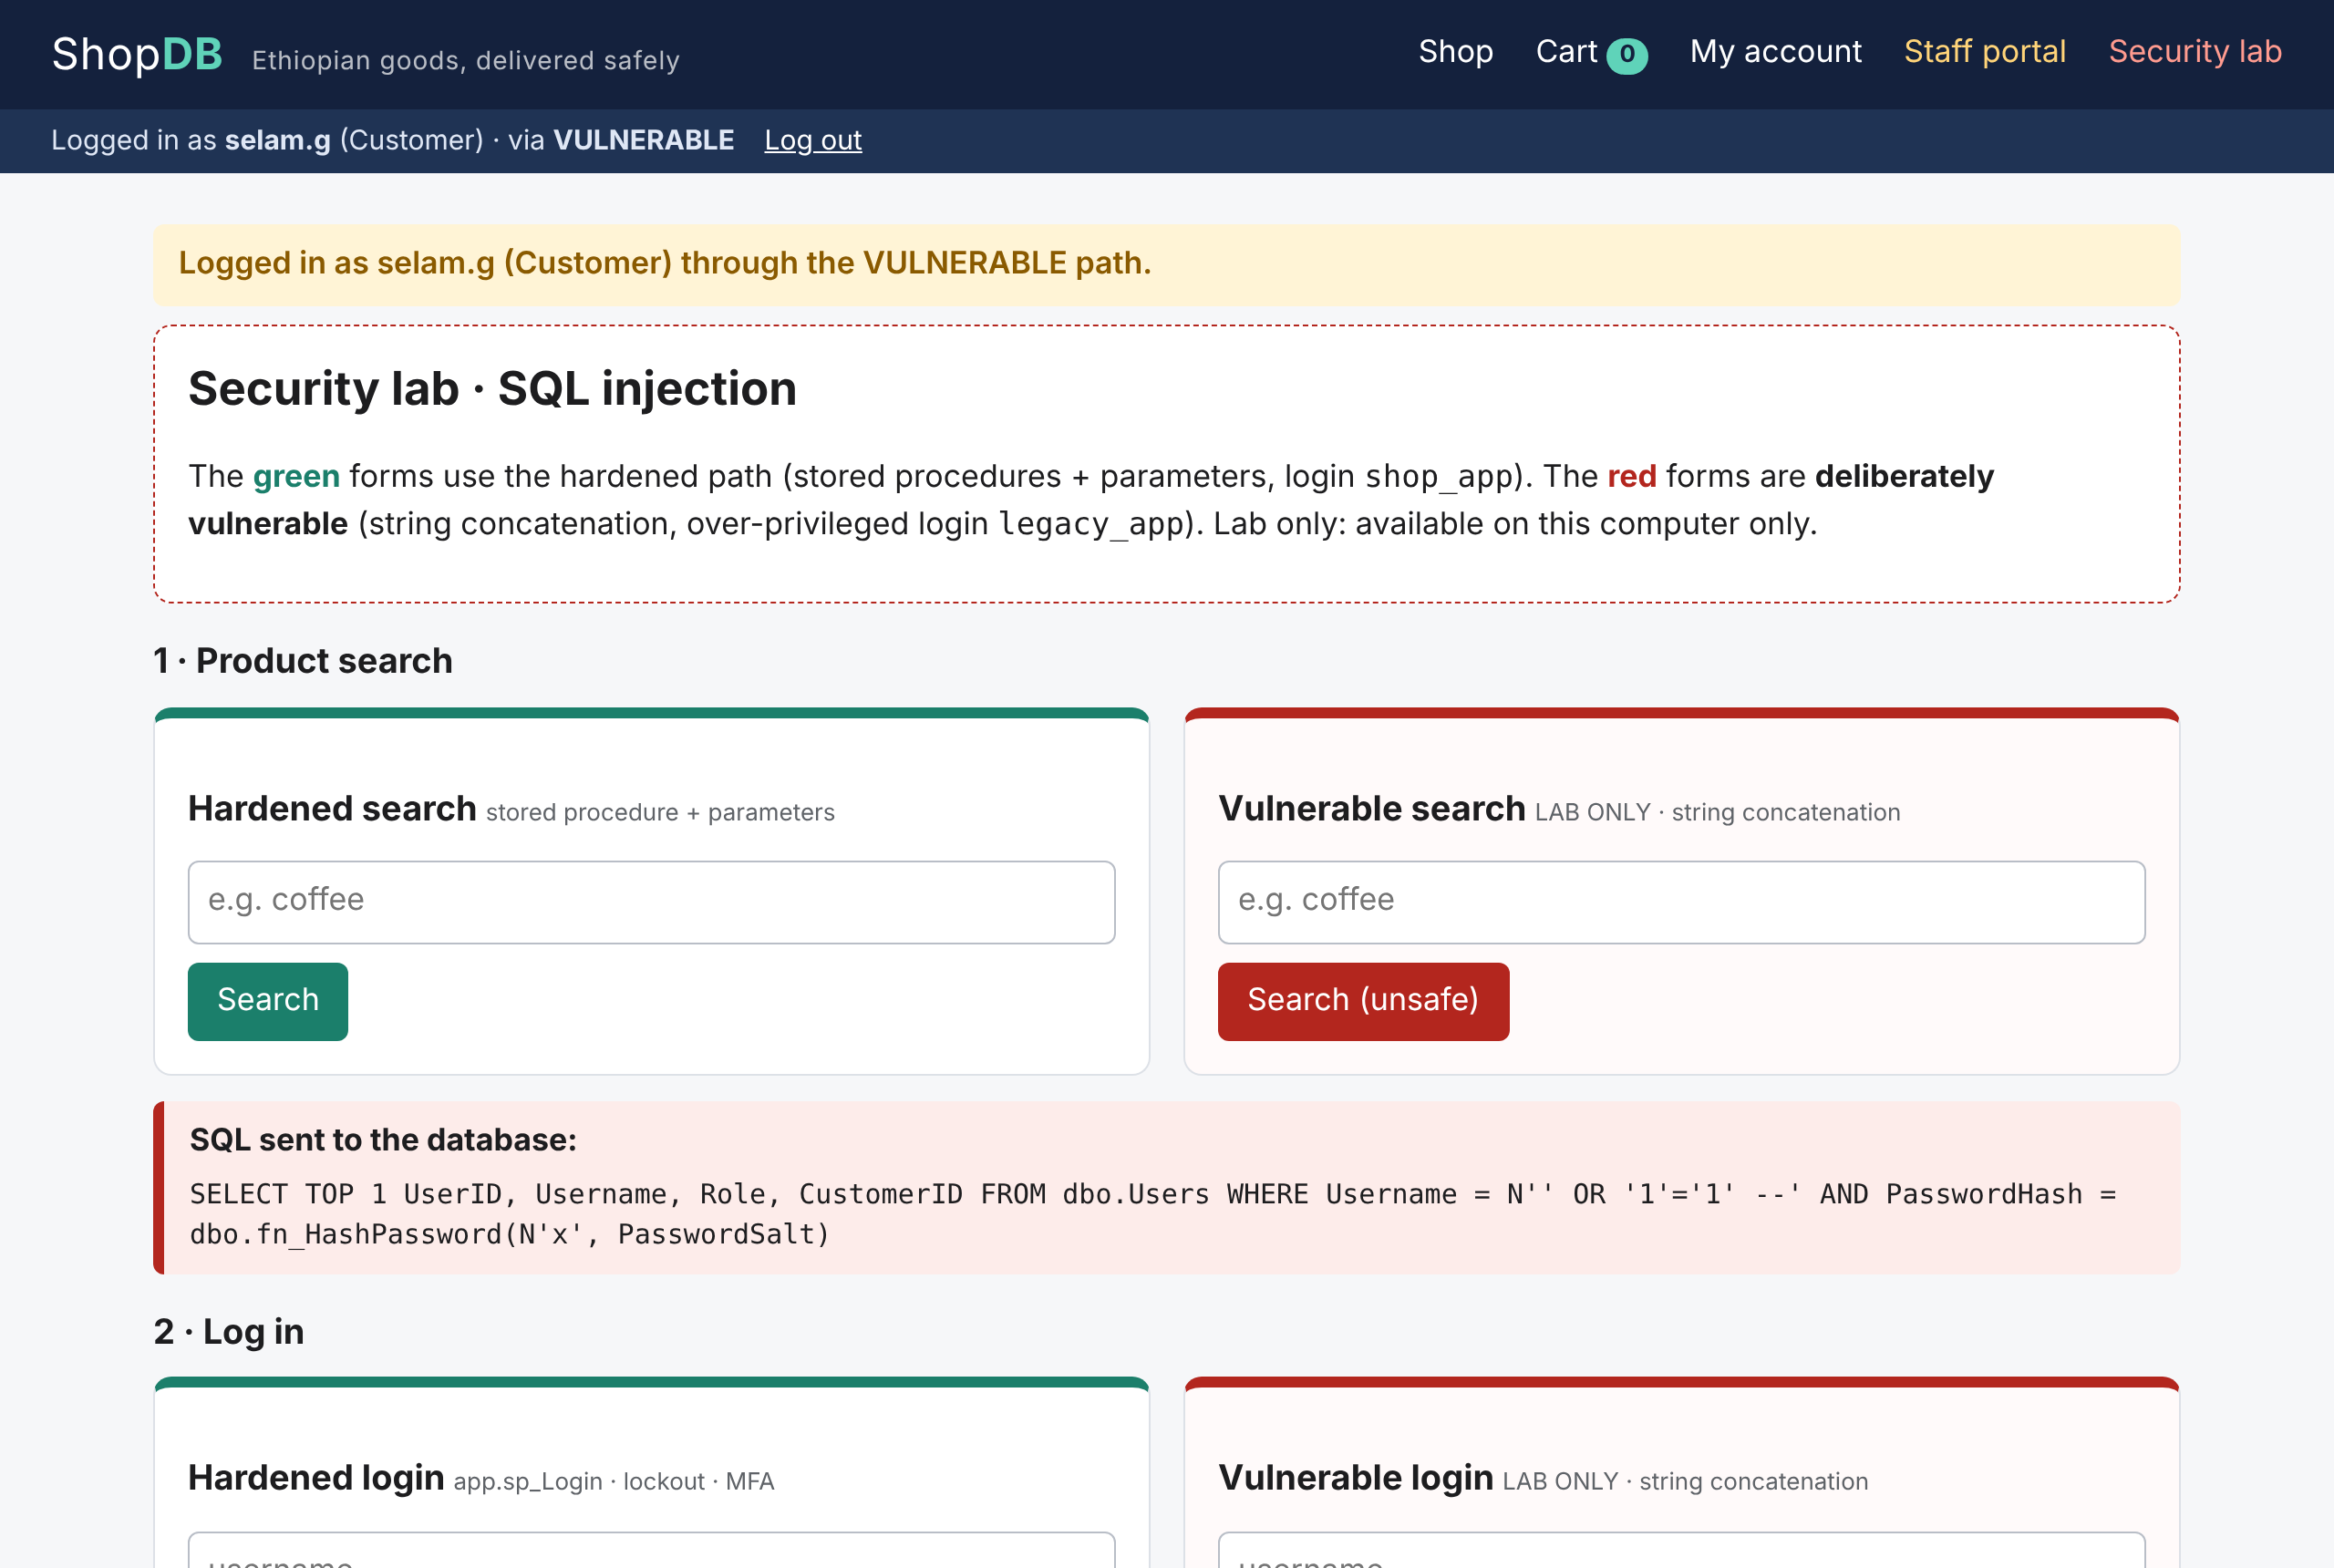 ShopDB Ethiopian goods, delivered safely Shop Cart 0 My account Staff portal Security lab
Logged in as selam.g (Customer) · via VULNERABLE Log out
Logged in as selam.g (Customer) through the VULNERABLE path.
Security lab · SQL injection
The green forms use the hardened path (stored procedures + parameters, login shop_app). The red forms are deliberately
vulnerable (string concatenation, over-privileged login legacy_app). Lab only: available on this computer only.
1 · Product search
Hardened search stored procedure + parameters
e.g. coffee
Search
Vulnerable search LAB ONLY · string concatenation
e.g. coffee
Search (unsafe)
SQL sent to the database:
SELECT TOP 1 UserID, Username, Role, CustomerID FROM dbo.Users WHERE Username = N'' OR '1'='1' --' AND PasswordHash =
dbo.fn_HashPassword(N'x', PasswordSalt)
2 · Log in
Hardened login app.sp_Login · lockout · MFA
username
Vulnerable login LAB ONLY · string concatenation
username